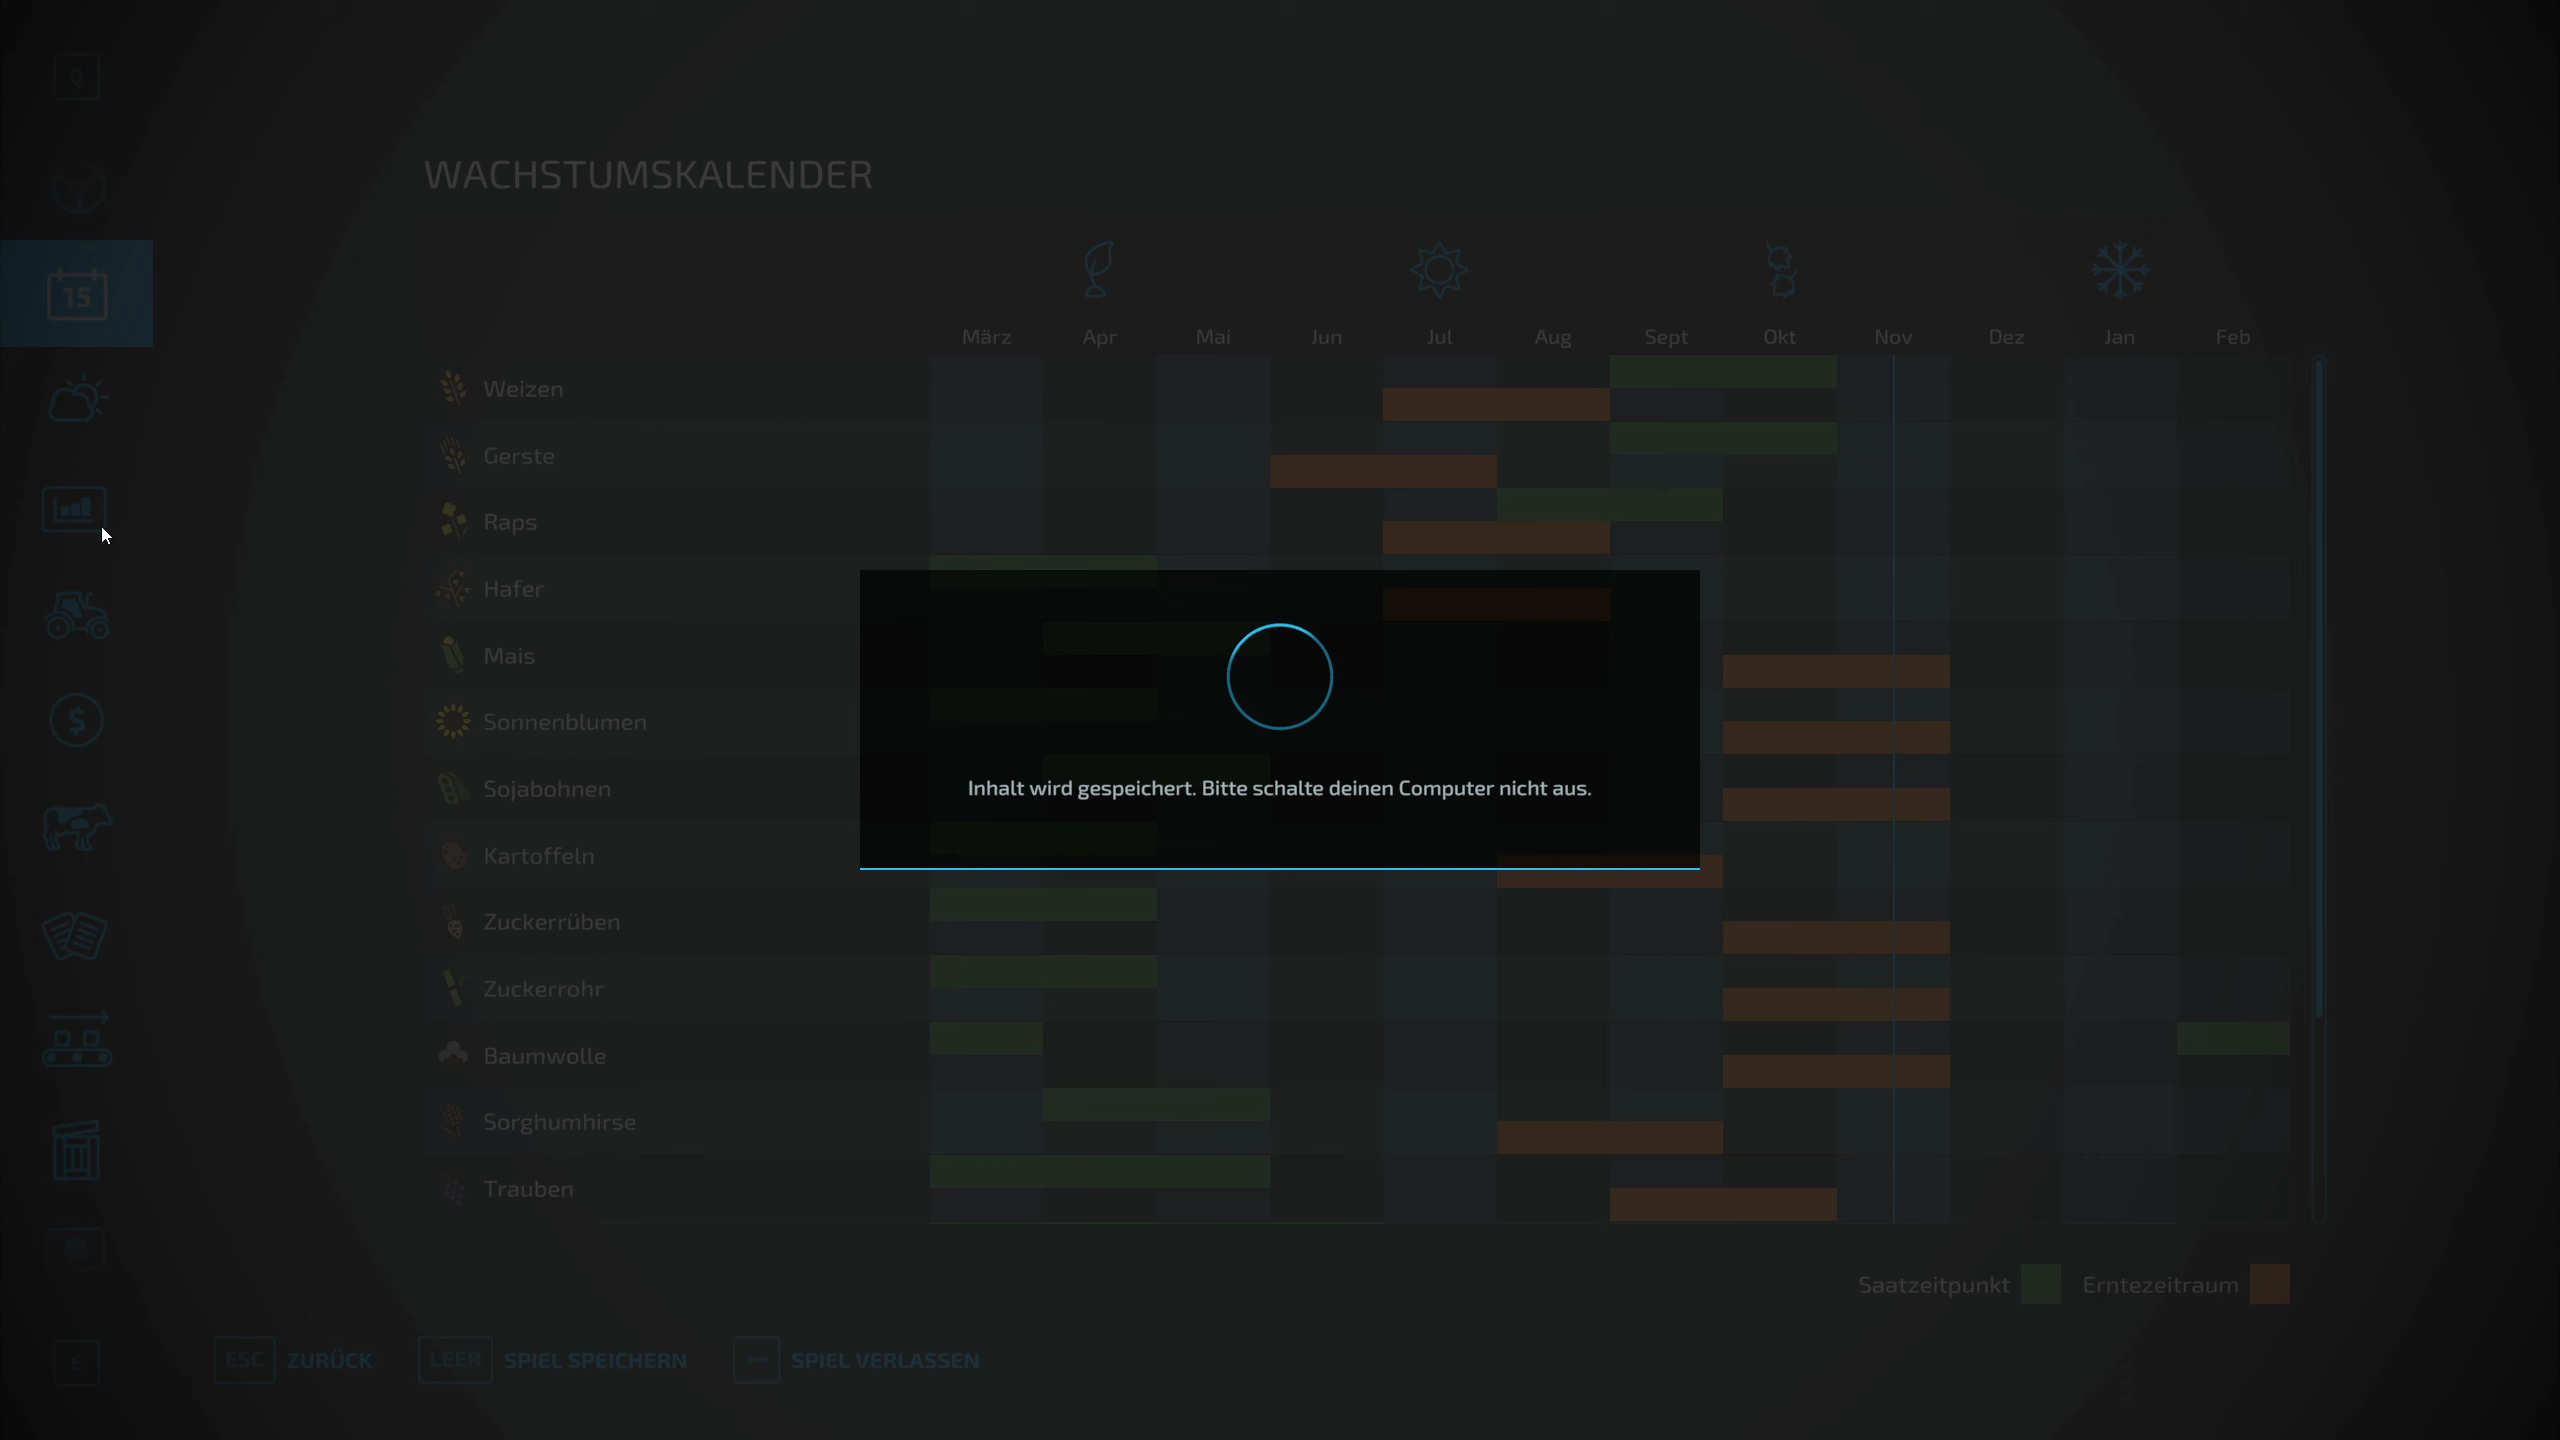 Q
WACHSTUMSKALENDER
15
März Apr Mai Jun Jul Aug Sept Okt Nov Dez Jan Feb
Weizen
Gerste
Raps
Hafer
Mais
Sonnenblumen
$
Sojabohnen
Inhalt wird gespeichert. Bitte schalte deinen Computer nicht aus.
Kartoffeln
Zuckerrüben
Zuckerrohr
Baumwolle
Sorghumhirse
Trauben
Saatzeitpunkt Erntezeitraum
E ESC ZURÜCK LEER SPIEL SPEICHERN SPIEL VERLASSEN